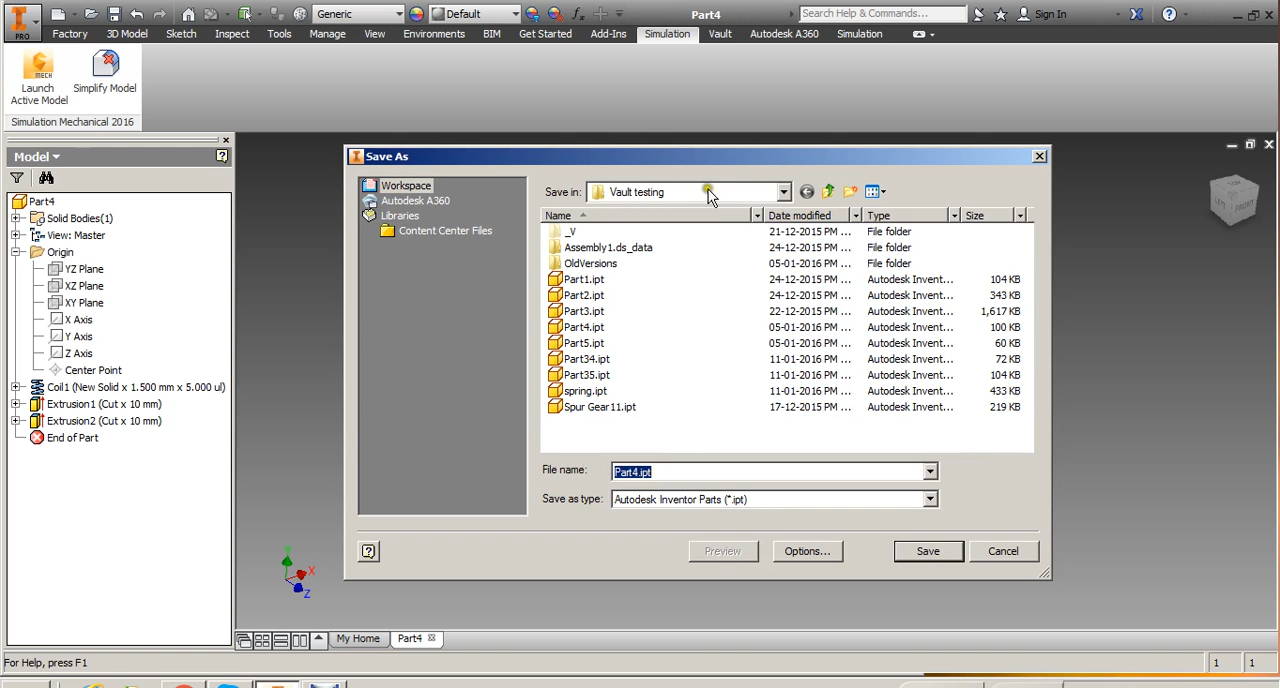 Generic
Default
Part4
Search Help & Commands...
Sign In
PRO
Factory
3D Model
Sketch
Inspect
Tools
Manage
View
Environments
BIM
Get Started
Add-Ins
Simulation
Vault
Autodesk A360
Simulation
MECH
Launch
Active Model
Simplify Model
Simulation Mechanical 2016
Model
Part4
Solid Bodies(1)
View: Master
Origin
YZ Plane
XZ Plane
XY Plane
X Axis
Y Axis
Z Axis
Center Point
Coil1 (New Solid x 1.500 mm x 5.000 ul)
Extrusion1 (Cut x 10 mm)
Extrusion2 (Cut x 10 mm)
End of Part
Save As
Workspace
Autodesk A360
Libraries
Content Center Files
Save in: Vault testing
Name Date modified Type Size
_V 21-12-2015 PM ... File folder
Assembly1.ds_data 24-12-2015 PM ... File folder
OldVersions 05-01-2016 PM ... File folder
Part1.ipt 24-12-2015 PM ... Autodesk Invent... 104 KB
Part2.ipt 24-12-2015 PM ... Autodesk Invent... 343 KB
Part3.ipt 22-12-2015 PM ... Autodesk Invent... 1,617 KB
Part4.ipt 05-01-2016 PM ... Autodesk Invent... 100 KB
Part5.ipt 05-01-2016 PM ... Autodesk Invent... 60 KB
Part34.ipt 11-01-2016 PM ... Autodesk Invent... 72 KB
Part35.ipt 11-01-2016 PM ... Autodesk Invent... 104 KB
spring.ipt 11-01-2016 PM ... Autodesk Invent... 433 KB
Spur Gear11.ipt 17-12-2015 PM ... Autodesk Invent... 219 KB
File name: Part4.ipt
Save as type: Autodesk Inventor Parts (*.ipt)
Preview
Options...
Save
Cancel
Y
X
Z
My Home
Part4
For Help, press F1
1
1